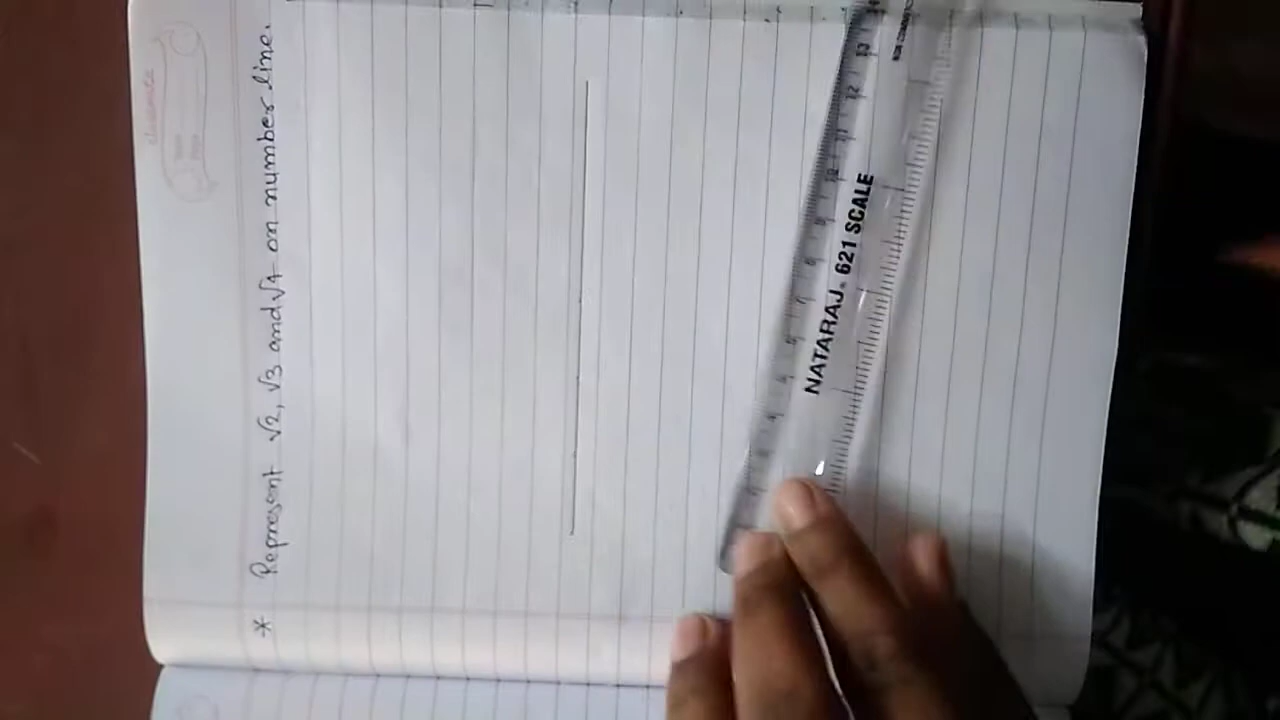 * Represent √2, √3 and √4 on number line.
NATARAJ 621 SCALE